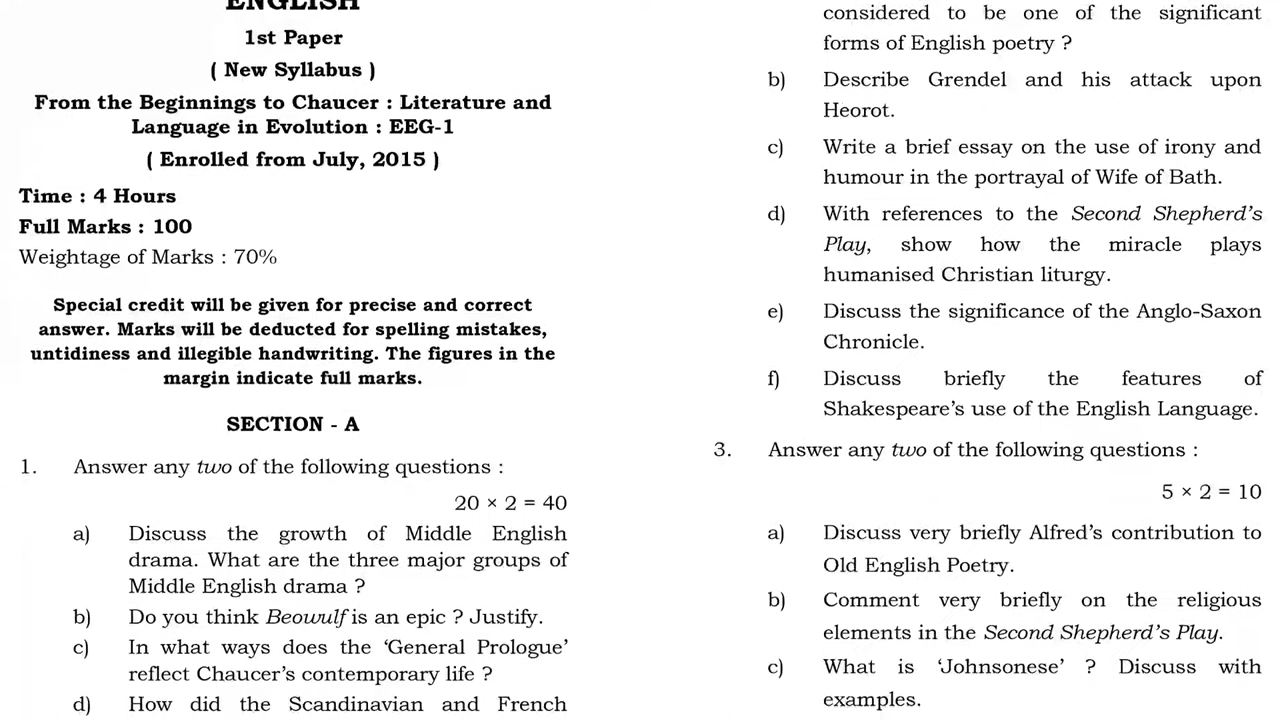 ENGLISH
1st Paper
( New Syllabus )
From the Beginnings to Chaucer : Literature and
Language in Evolution : EEG-1
( Enrolled from July, 2015 )
Time : 4 Hours
Full Marks : 100
Weightage of Marks : 70%
Special credit will be given for precise and correct
answer. Marks will be deducted for spelling mistakes,
untidiness and illegible handwriting. The figures in the
margin indicate full marks.
SECTION - A
1. Answer any two of the following questions :
20 × 2 = 40
a) Discuss the growth of Middle English
drama. What are the three major groups of
Middle English drama ?
b) Do you think Beowulf is an epic ? Justify.
c) In what ways does the ‘General Prologue’
reflect Chaucer’s contemporary life ?
d) How did the Scandinavian and French
considered to be one of the significant
forms of English poetry ?
b) Describe Grendel and his attack upon
Heorot.
c) Write a brief essay on the use of irony and
humour in the portrayal of Wife of Bath.
d) With references to the Second Shepherd’s
Play, show how the miracle plays
humanised Christian liturgy.
e) Discuss the significance of the Anglo-Saxon
Chronicle.
f) Discuss briefly the features of
Shakespeare’s use of the English Language.
3. Answer any two of the following questions :
5 × 2 = 10
a) Discuss very briefly Alfred’s contribution to
Old English Poetry.
b) Comment very briefly on the religious
elements in the Second Shepherd’s Play.
c) What is ‘Johnsonese’ ? Discuss with
examples.